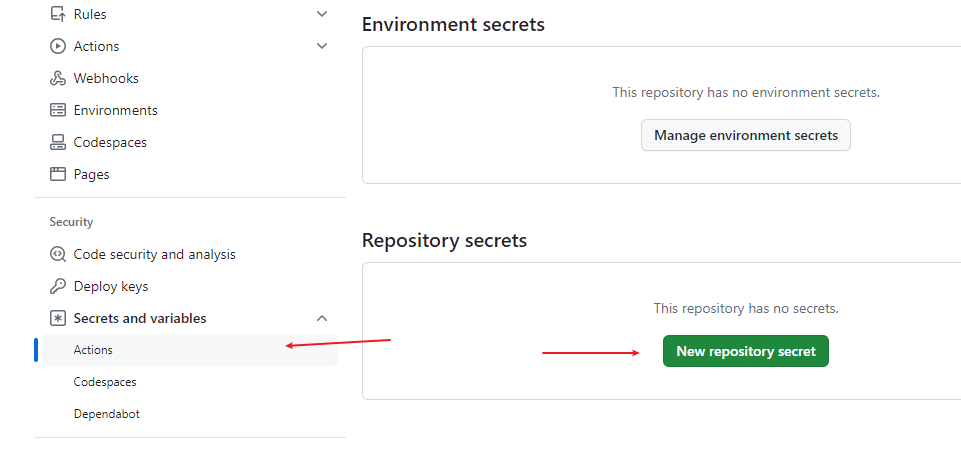 Rules
Actions
Webhooks
Environments
Codespaces
Pages
Security
Code security and analysis
Deploy keys
Secrets and variables
Actions
Codespaces
Dependabot
Environment secrets
This repository has no environment secrets.
Manage environment secrets
Repository secrets
This repository has no secrets.
New repository secret